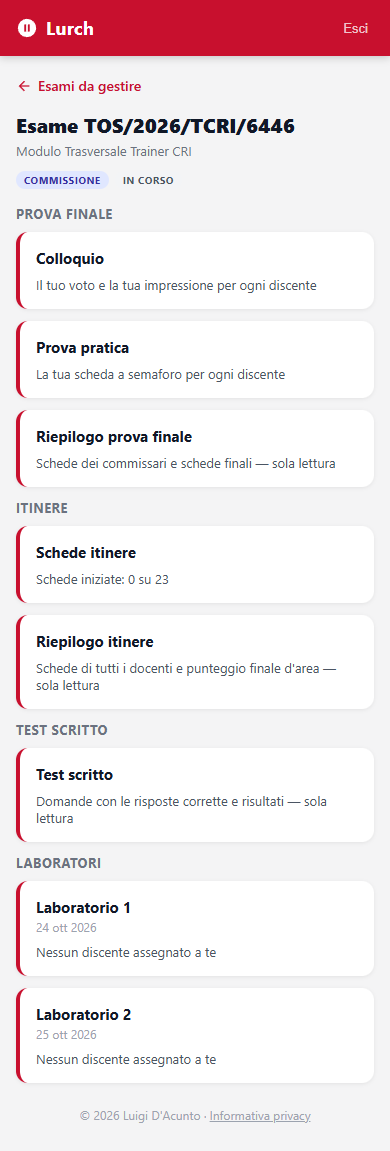 Lurch
Esci
← Esami da gestire
Esame TOS/2026/TCRI/6446
Modulo Trasversale Trainer CRI
COMMISSIONE
IN CORSO
PROVA FINALE
Colloquio
Il tuo voto e la tua impressione per ogni discente
Prova pratica
La tua scheda a semaforo per ogni discente
Riepilogo prova finale
Schede dei commissari e schede finali — sola lettura
ITINERE
Schede itinere
Schede iniziate: 0 su 23
Riepilogo itinere
Schede di tutti i docenti e punteggio finale d'area —
sola lettura
TEST SCRITTO
Test scritto
Domande con le risposte corrette e risultati — sola
lettura
LABORATORI
Laboratorio 1
24 ott 2026
Nessun discente assegnato a te
Laboratorio 2
25 ott 2026
Nessun discente assegnato a te
© 2026 Luigi D'Acunto · Informativa privacy